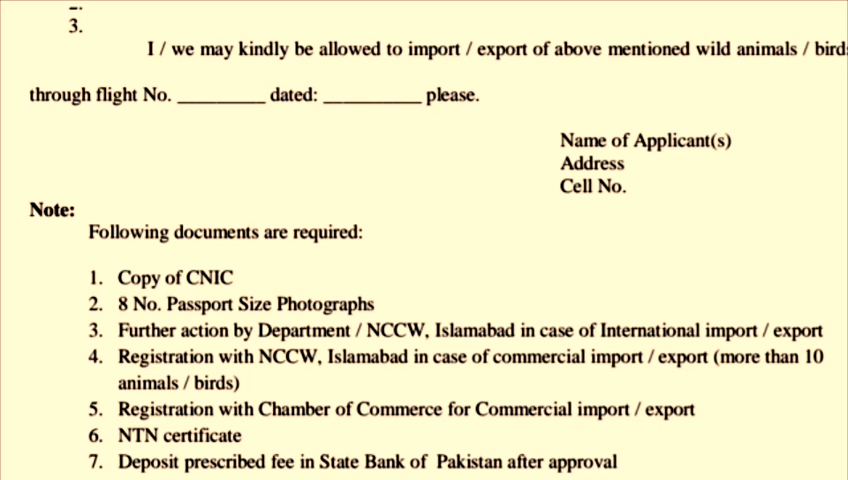 3.
I / we may kindly be allowed to import / export of above mentioned wild animals / bird
through flight No. _________ dated: __________ please.
Name of Applicant(s)
Address
Cell No.
Note:
Following documents are required:
1. Copy of CNIC
2. 8 No. Passport Size Photographs
3. Further action by Department / NCCW, Islamabad in case of International import / export
4. Registration with NCCW, Islamabad in case of commercial import / export (more than 10
animals / birds)
5. Registration with Chamber of Commerce for Commercial import / export
6. NTN certificate
7. Deposit prescribed fee in State Bank of Pakistan after approval